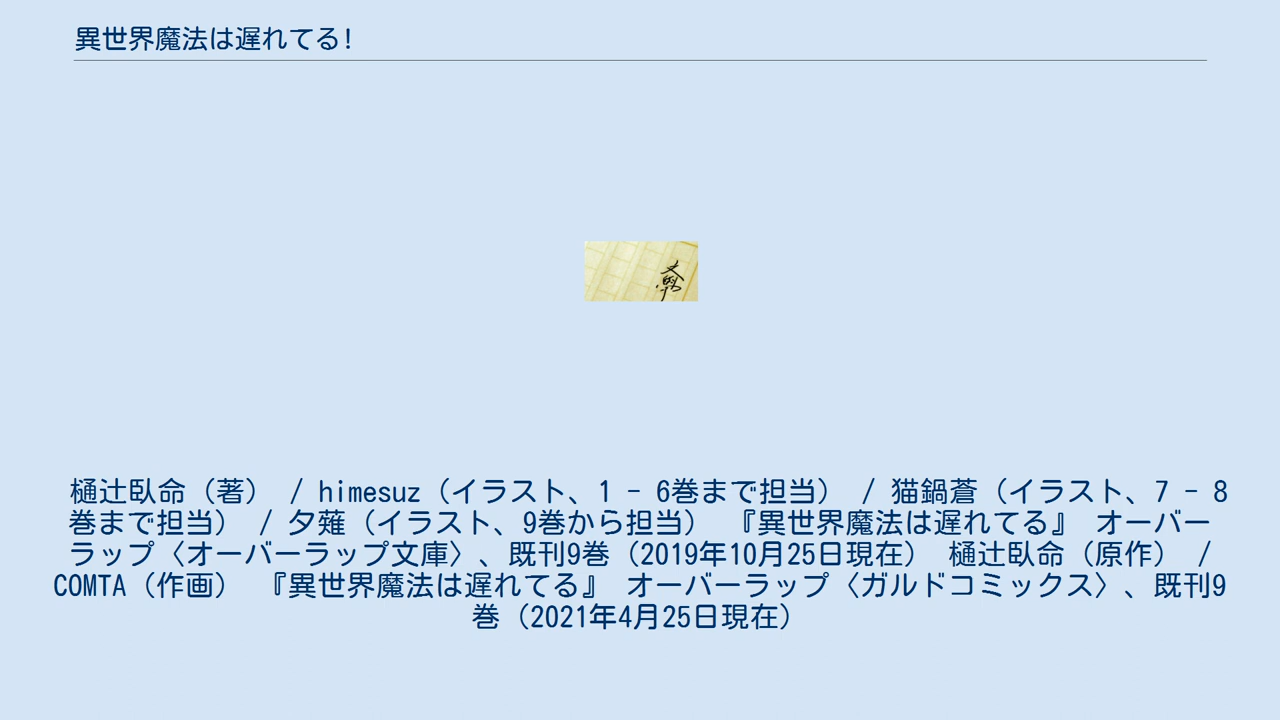 異世界魔法は遅れてる!
樋辻臥命（著） / himesuz（イラスト、1 - 6巻まで担当） / 猫鍋蒼（イラスト、7 - 8
巻まで担当） / 夕薙（イラスト、9巻から担当） 『異世界魔法は遅れてる』 オーバー
ラップ〈オーバーラップ文庫〉、既刊9巻（2019年10月25日現在） 樋辻臥命（原作） /
COMTA（作画） 『異世界魔法は遅れてる』 オーバーラップ〈ガルドコミックス〉、既刊9
巻（2021年4月25日現在）